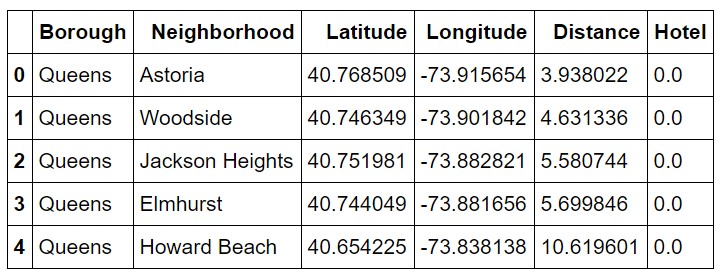 Borough Neighborhood Latitude Longitude Distance Hotel
0 Queens Astoria 40.768509 -73.915654 3.938022 0.0
1 Queens Woodside 40.746349 -73.901842 4.631336 0.0
2 Queens Jackson Heights 40.751981 -73.882821 5.580744 0.0
3 Queens Elmhurst 40.744049 -73.881656 5.699846 0.0
4 Queens Howard Beach 40.654225 -73.838138 10.619601 0.0